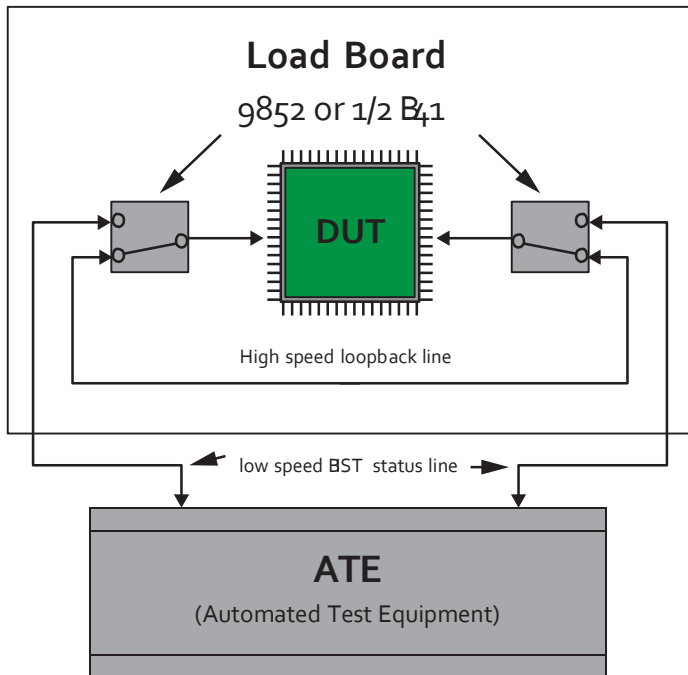 Load Board
9852 or 1/2 B41
DUT
High speed loopback line
low speed BIST status line
ATE
(Automated Test Equipment)